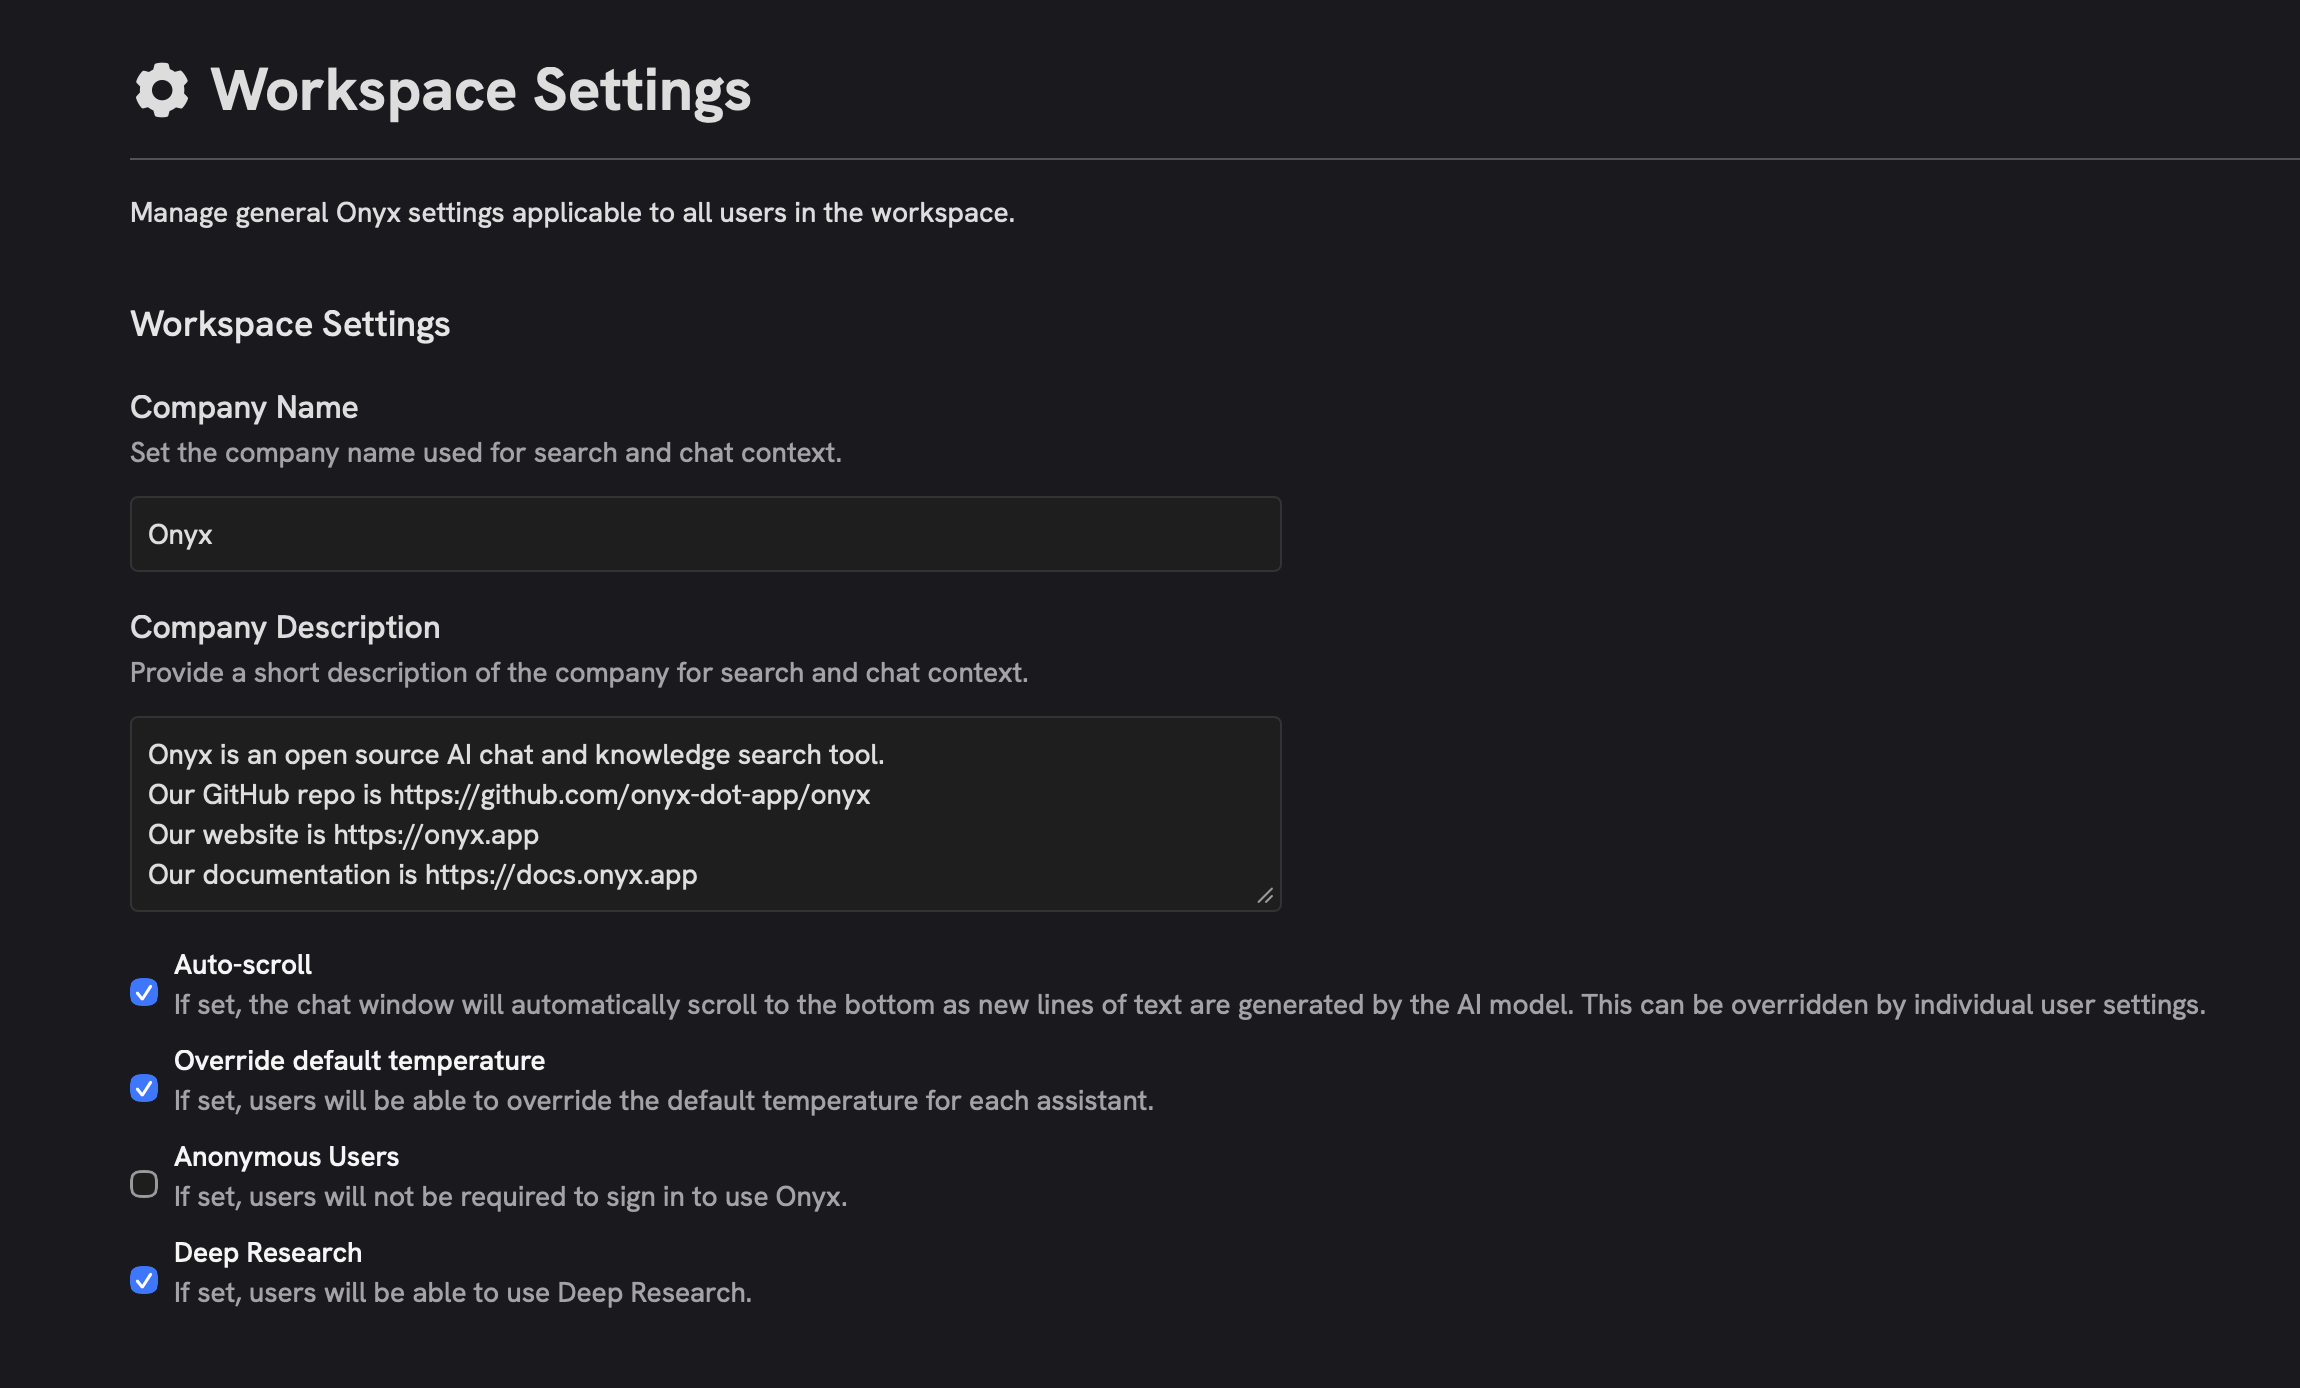 Workspace Settings
Manage general Onyx settings applicable to all users in the workspace.
Workspace Settings
Company Name
Set the company name used for search and chat context.
Onyx
Company Description
Provide a short description of the company for search and chat context.
Onyx is an open source AI chat and knowledge search tool.
Our GitHub repo is https://github.com/onyx-dot-app/onyx
Our website is https://onyx.app
Our documentation is https://docs.onyx.app
Auto-scroll
If set, the chat window will automatically scroll to the bottom as new lines of text are generated by the AI model. This can be overridden by individual user settings.
Override default temperature
If set, users will be able to override the default temperature for each assistant.
Anonymous Users
If set, users will not be required to sign in to use Onyx.
Deep Research
If set, users will be able to use Deep Research.